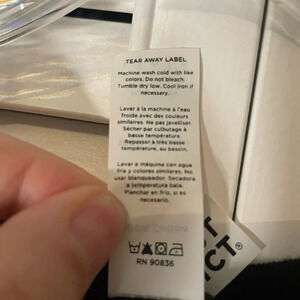 TEAR AWAY LABEL
Machine wash cold with like
colors. Do not bleach.
Tumble dry low. Cool Iron if
necessary.
Lavér à la machine à l'eau
froide avec des couleurs
similaires. Ne pas javelliser.
Sécher par culbutage à
basse température.
Repasser à très basse
température, au besoin.
Lavar a máquina con agua
fría y colores similares. No
usar blanqueador. Secadora
a temperatura baja.
Planchar en frío, si es
necesario.
RN 90836